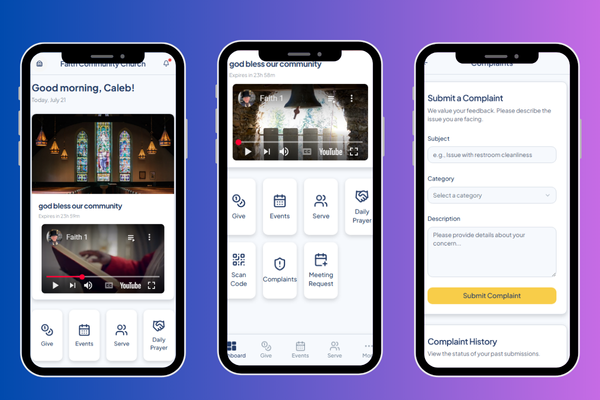 Faith Community Church
Good morning, Caleb!
Today, July 21
god bless our community
Expires in 23h 59m
Faith 1
YouTube
Give
Events
Serve
Daily
Prayer
god bless our community
Expires in 23h 58m
Faith 1
YouTube
Give
Events
Serve
Daily
Prayer
Scan
Code
Complaints
Meeting
Request
hboard
Give
Events
Serve
Mo
Complaints
Submit a Complaint
We value your feedback. Please describe the
issue you are facing.
Subject
e.g., Issue with restroom cleanliness
Category
Select a category
Description
Please provide details about your
concern...
Submit Complaint
Complaint History
View the status of your past submissions.